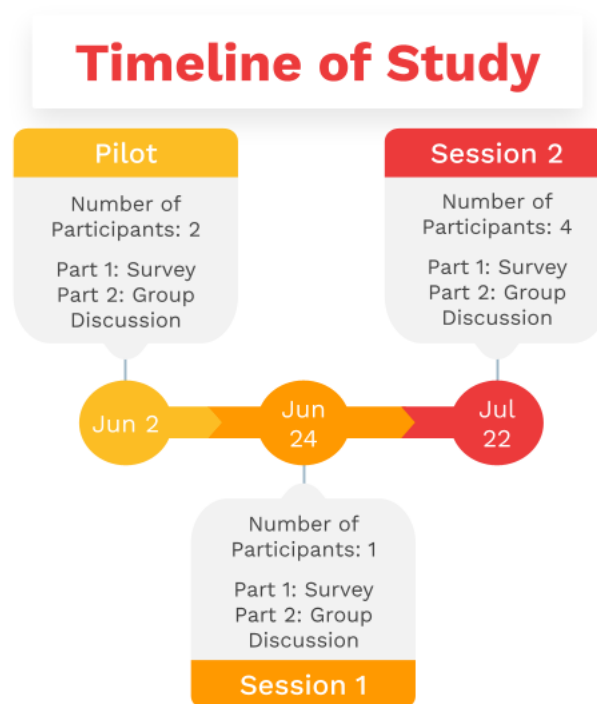 Timeline of Study
Pilot
Number of
Participants: 2
Part 1: Survey
Part 2: Group
Discussion
Session 2
Number of
Participants: 4
Part 1: Survey
Part 2: Group
Discussion
Jun 2
Jun
24
Jul
22
Number of
Participants: 1
Part 1: Survey
Part 2: Group
Discussion
Session 1